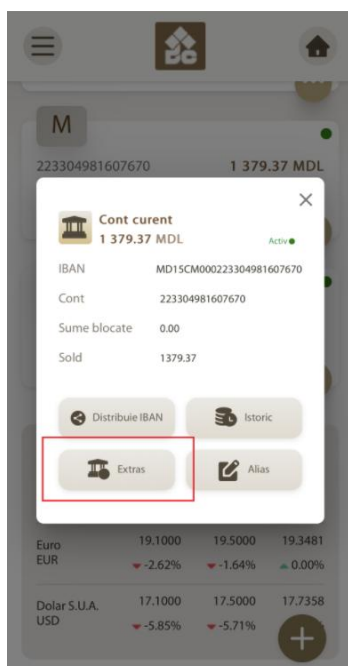 M
223304981607670 1 379.37 MDL
Cont curent
1 379.37 MDL Activ
IBAN MD15CM000223304981607670
Cont 223304981607670
Sume blocate 0.00
Sold 1379.37
Distribuie IBAN Istoric
Extras Alias
Euro 19.1000 19.5000 19.3481
EUR -2.62% -1.64% 0.00%
Dolar S.U.A. 17.1000 17.5000 17.7358
USD -5.85% -5.71%